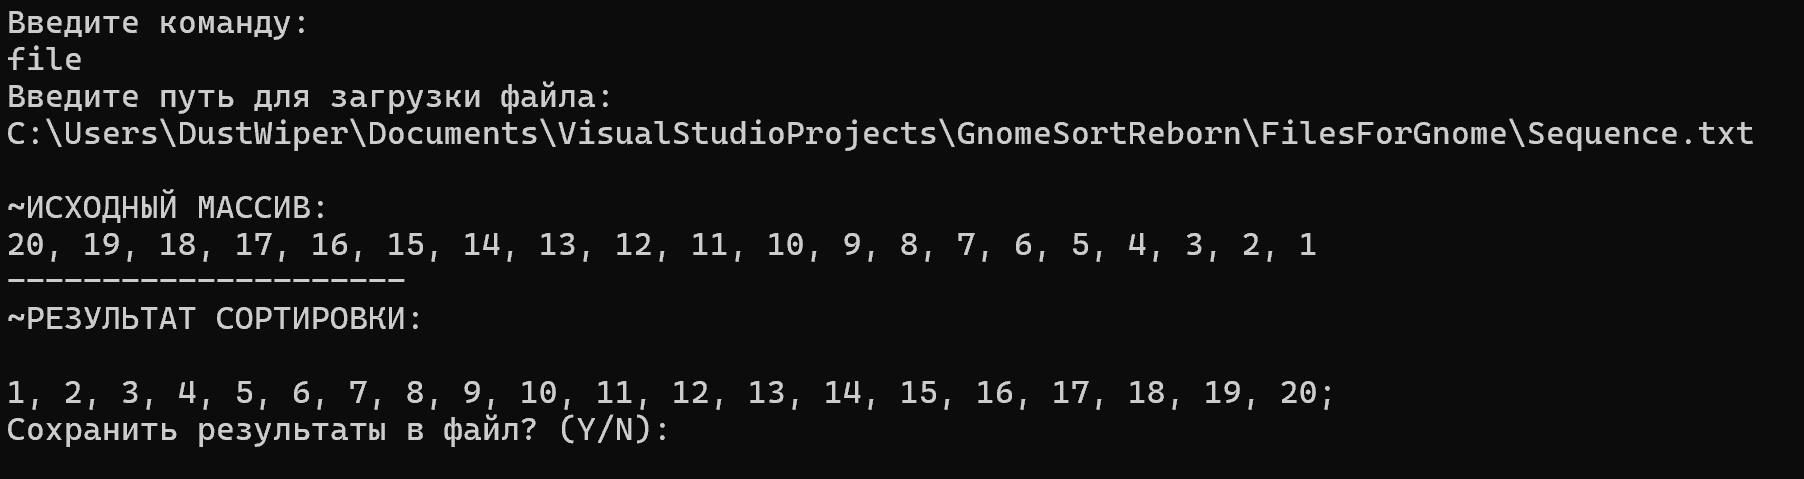 Введите команду:
file
Введите путь для загрузки файла:
C:\Users\DustWiper\Documents\VisualStudioProjects\GnomeSortReborn\FilesForGnome\Sequence.txt
~ИСХОДНЫЙ МАССИВ:
20, 19, 18, 17, 16, 15, 14, 13, 12, 11, 10, 9, 8, 7, 6, 5, 4, 3, 2, 1
---------------------
~РЕЗУЛЬТАТ СОРТИРОВКИ:
1, 2, 3, 4, 5, 6, 7, 8, 9, 10, 11, 12, 13, 14, 15, 16, 17, 18, 19, 20;
Сохранить результаты в файл? (Y/N):